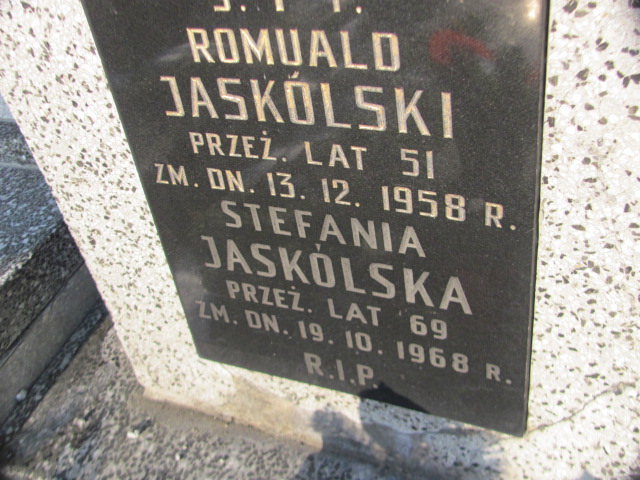 Ś. † P.
ROMUALD
JASKÓLSKI
PRZEŻ. LAT 51
ZM. DN. 13. 12. 1958 R.
STEFANIA
JASKÓLSKA
PRZEŻ. LAT 69
ZM. DN. 19. 10. 1968 R.
R.I.P.